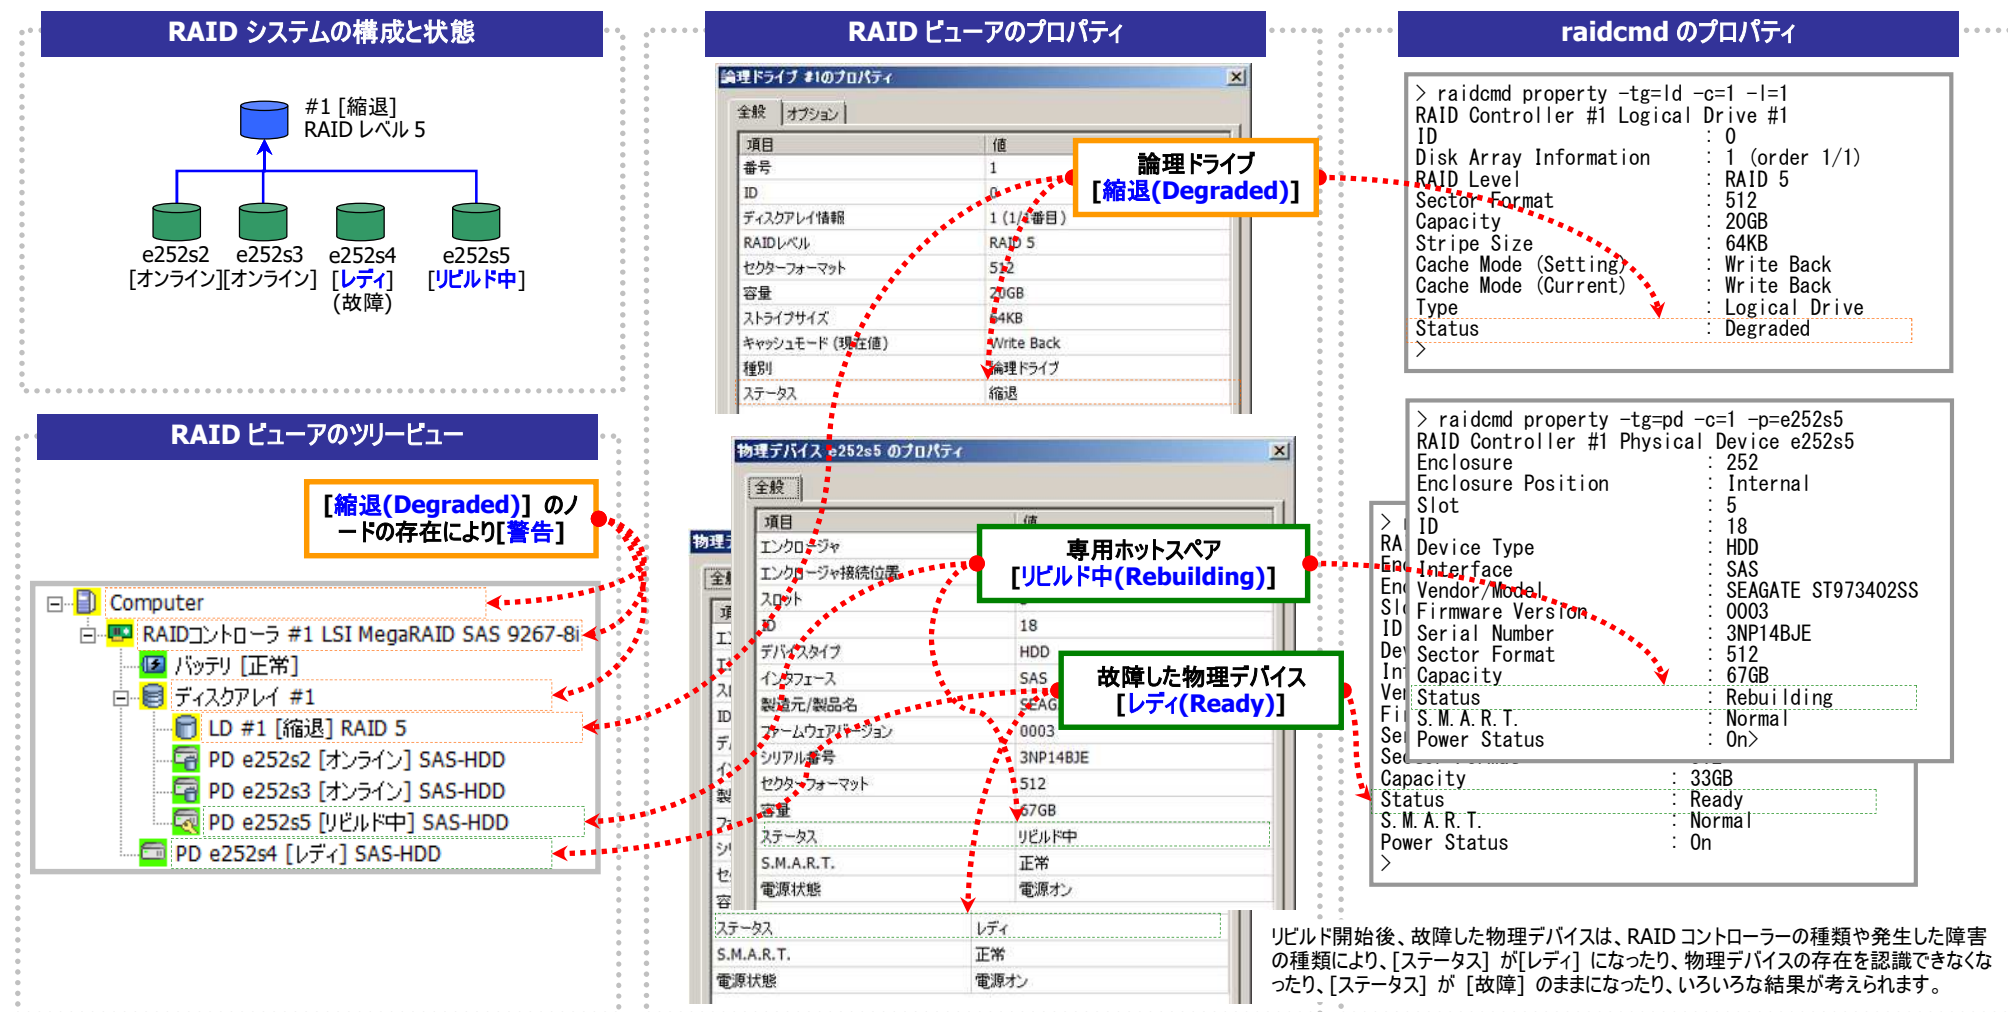 RAID システムの構成と状態
#1 [縮退]
RAID レベル 5
e252s2
[オンライン]
e252s3
[オンライン]
e252s4
[レディ]
(故障)
e252s5
[リビルド中]
RAID ビューアのツリービュー
[縮退(Degraded)] のノ
ードの存在により[警告]
Computer
RAIDコントローラ #1 LSI MegaRAID SAS 9267-8i
バッテリ [正常]
ディスクアレイ #1
LD #1 [縮退] RAID 5
PD e252s2 [オンライン] SAS-HDD
PD e252s3 [オンライン] SAS-HDD
PD e252s5 [リビルド中] SAS-HDD
PD e252s4 [レディ] SAS-HDD
RAID ビューアのプロパティ
論理ドライブ #1のプロパティ
全般 オプション
項目 値
番号 1
ID 0
ディスクアレイ情報 1 (1/1番目)
RAIDレベル RAID 5
セクターフォーマット 512
容量 20GB
ストライプサイズ 64KB
キャッシュモード (現在値) Write Back
種別 論理ドライブ
ステータス 縮退
論理ドライブ
[縮退(Degraded)]
物理デバイス e252s5 のプロパティ
全般
項目 値
エンクロージャ
エンクロージャ接続位置
スロット
ID 18
デバイスタイプ HDD
インタフェース SAS
製造元/製品名 SEAG
ファームウェアバージョン 0003
シリアル番号 3NP14BJE
セクターフォーマット 512
容量 67GB
ステータス リビルド中
S.M.A.R.T. 正常
電源状態 電源オン
専用ホットスペア
[リビルド中(Rebuilding)]
故障した物理デバイス
[レディ(Ready)]
ステータス レディ
S.M.A.R.T. 正常
電源状態 電源オン
raidcmd のプロパティ
> raidcmd property -tg=ld -c=1 -l=1
RAID Controller #1 Logical Drive #1
ID : 0
Disk Array Information : 1 (order 1/1)
RAID Level : RAID 5
Sector Format : 512
Capacity : 20GB
Stripe Size : 64KB
Cache Mode (Setting) : Write Back
Cache Mode (Current) : Write Back
Type : Logical Drive
Status : Degraded
>
> raidcmd property -tg=pd -c=1 -p=e252s5
RAID Controller #1 Physical Device e252s5
Enclosure : 252
Enclosure Position : Internal
Slot : 5
ID : 18
Device Type : HDD
Interface : SAS
Vendor/Model : SEAGATE ST973402SS
Firmware Version : 0003
Serial Number : 3NP14BJE
Sector Format : 512
Capacity : 67GB
Status : Rebuilding
S.M.A.R.T. : Normal
Power Status : On>
Capacity : 33GB
Status : Ready
S.M.A.R.T. : Normal
Power Status : On
>
リビルド開始後、故障した物理デバイスは、RAID コントローラーの種類や発生した障害
の種類により、[ステータス] が[レディ] になったり、物理デバイスの存在を認識できなくな
ったり、[ステータス] が [故障] のままになったり、いろいろな結果が考えられます。